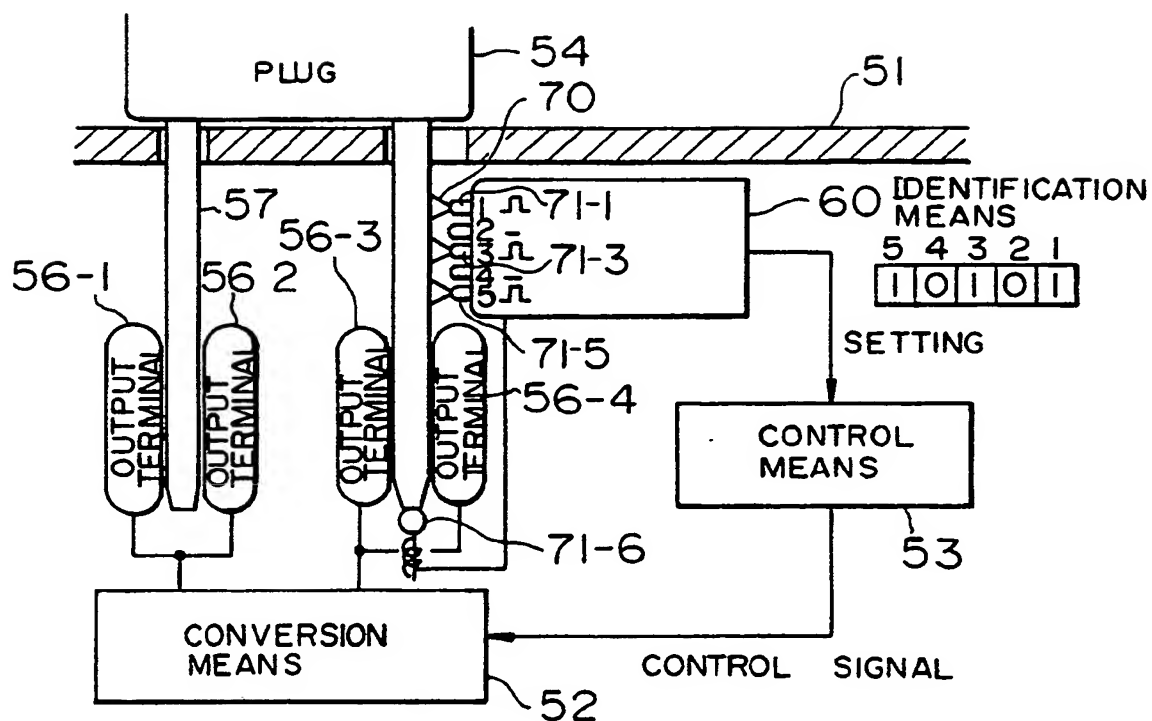 PLUG
54
51
70
57
56-3
1
71-1
2
3
71-3
4
5
60
IDENTIFICATION
MEANS
5 4 3 2 1
1 0 1 0 1
56-1
56 2
71-5
SETTING
OUTPUT
TERMINAL
OUTPUT
TERMINAL
OUTPUT
TERMINAL
OUTPUT
TERMINAL
56-4
CONTROL
MEANS
71-6
53
CONVERSION
MEANS
CONTROL SIGNAL
52